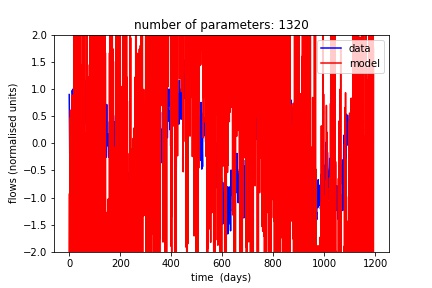 number of parameters: 1320
2.0
1.5
1.0
0.5
0.0
−0.5
−1.0
−1.5
−2.0
flows (normalised units)
data
model
0 200 400 600 800 1000 1200
time (days)